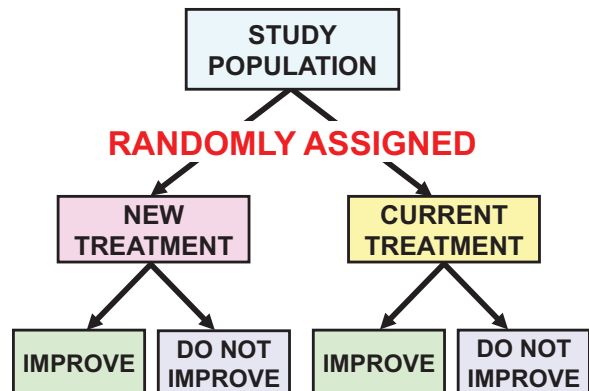 STUDY
POPULATION
RANDOMLY ASSIGNED
NEW
TREATMENT
CURRENT
TREATMENT
IMPROVE
DO NOT
IMPROVE
IMPROVE
DO NOT
IMPROVE